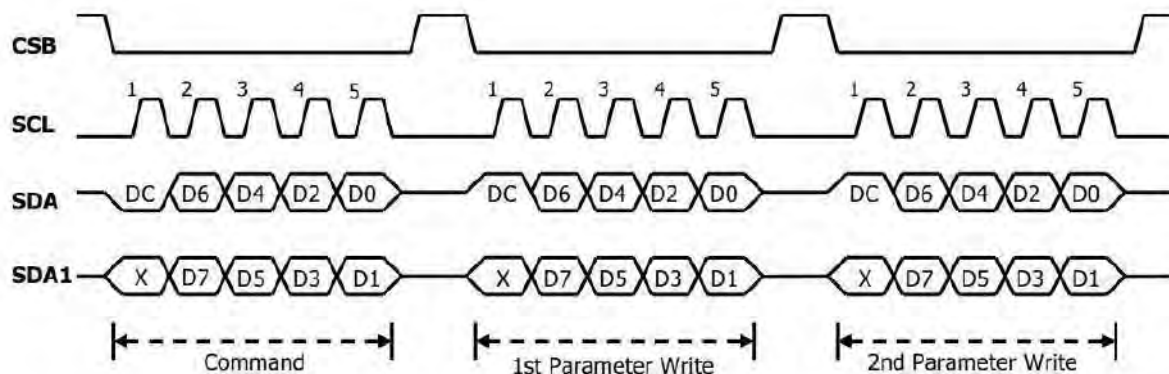 CSB
1 2 3 4 5 1 2 3 4 5 1 2 3 4 5
SCL
SDA DC D6 D4 D2 D0 DC D6 D4 D2 D0 DC D6 D4 D2 D0
SDA1 X D7 D5 D3 D1 X D7 D5 D3 D1 X D7 D5 D3 D1
Command 1st Parameter Write 2nd Parameter Write